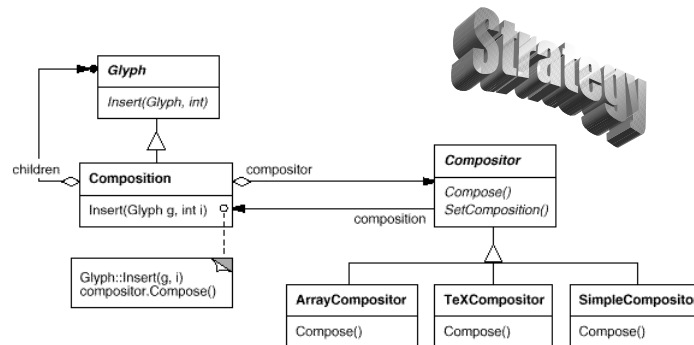 Strategy
Glyph
Insert(Glyph, int)
children
Composition
compositor
Insert(Glyph g, int i)
composition
Compositor
Compose()
SetComposition()
Glyph::Insert(g, i)
compositor.Compose()
ArrayCompositor
Compose()
TeXCompositor
Compose()
SimpleCompositor
Compose()